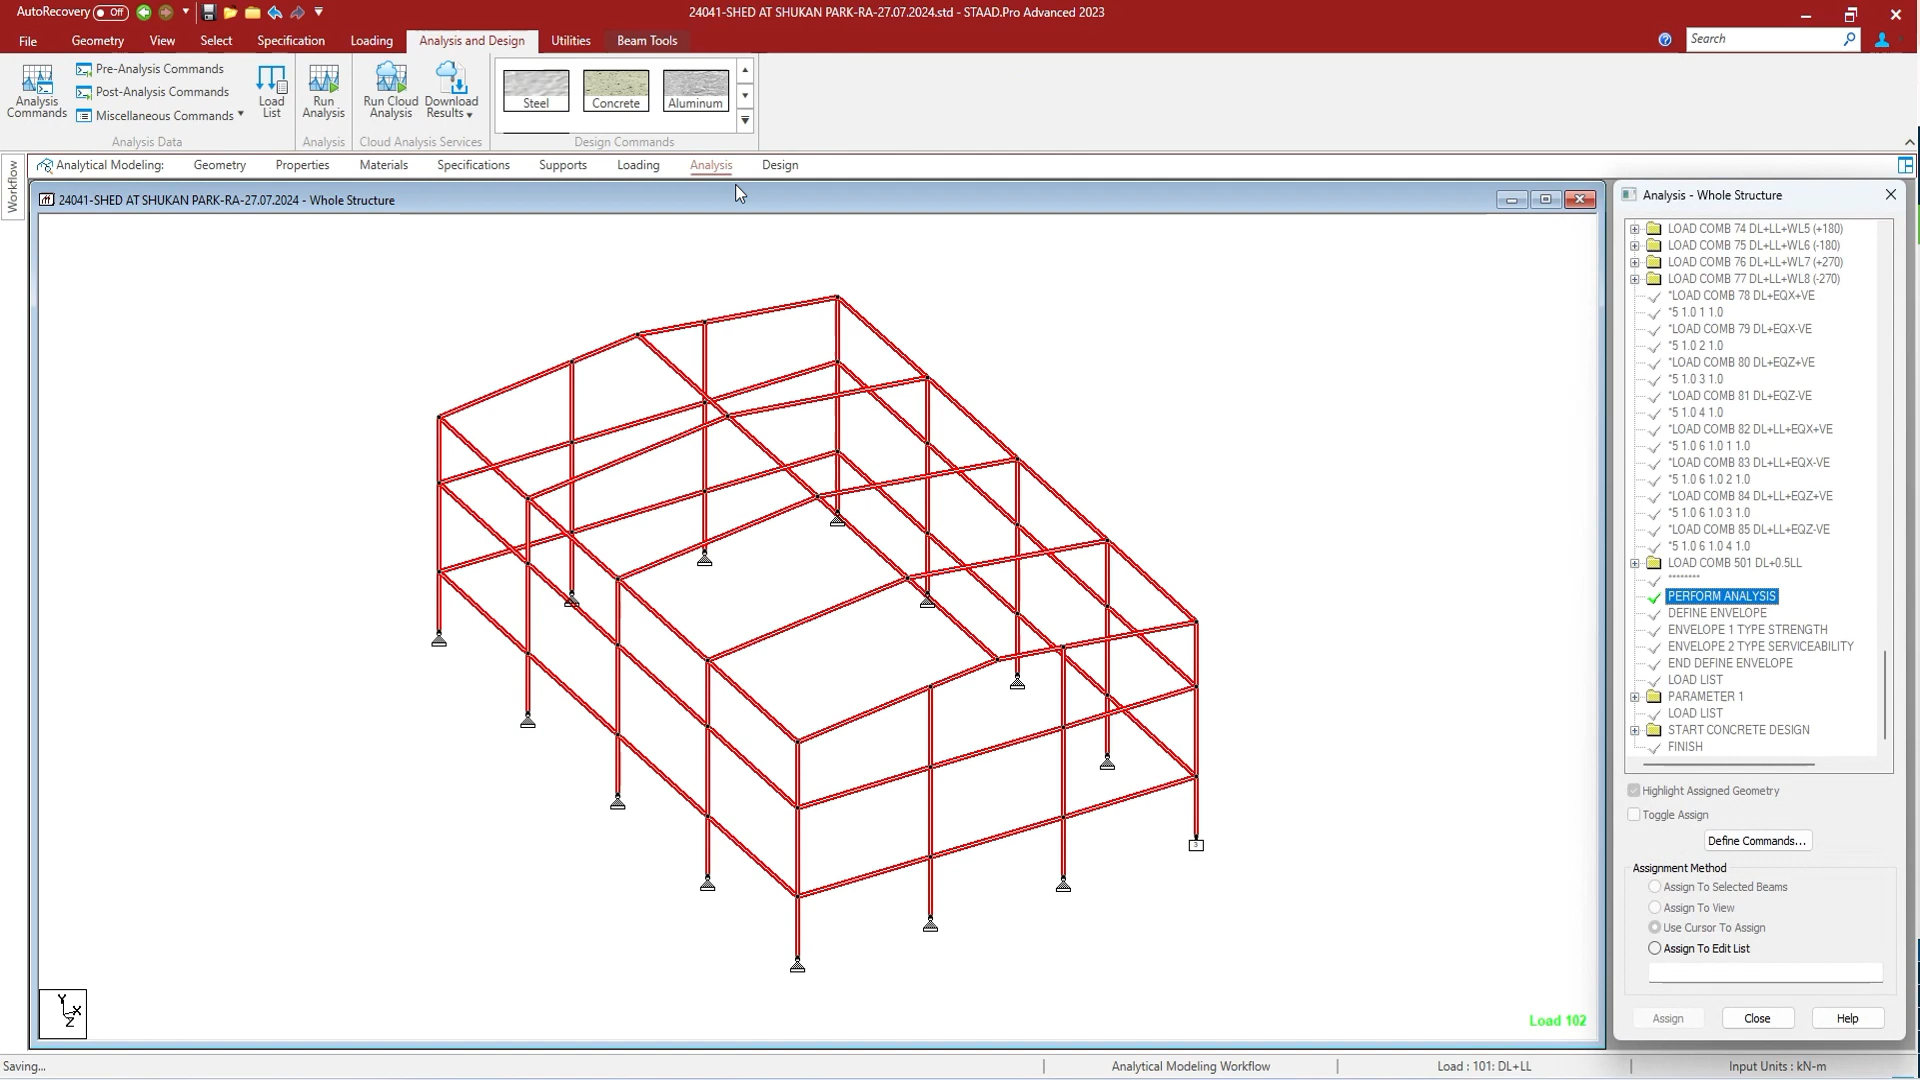 AutoRecovery Off
24041-SHED AT SHUKAN PARK-RA-27.07.2024.std - STAAD.Pro Advanced 2023
File Geometry View Select Specification Loading Analysis and Design Utilities Beam Tools
Search
Analysis Commands
Pre-Analysis Commands
Post-Analysis Commands
Miscellaneous Commands
Load List
Run Analysis
Run Cloud Analysis
Download Results
Steel
Concrete
Aluminum
Analysis Data
Analysis
Cloud Analysis Services
Design Commands
Workflow
Analytical Modeling: Geometry Properties Materials Specifications Supports Loading Analysis Design
24041-SHED AT SHUKAN PARK-RA-27.07.2024 - Whole Structure
3
Y
X
Z
Load 102
Analysis - Whole Structure
LOAD COMB 74 DL+LL+WL5 (+180)
LOAD COMB 75 DL+LL+WL6 (-180)
LOAD COMB 76 DL+LL+WL7 (+270)
LOAD COMB 77 DL+LL+WL8 (-270)
*LOAD COMB 78 DL+EQX+VE
*5 1.0 1 1.0
*LOAD COMB 79 DL+EQX-VE
*5 1.0 2 1.0
*LOAD COMB 80 DL+EQZ+VE
*5 1.0 3 1.0
*LOAD COMB 81 DL+EQZ-VE
*5 1.0 4 1.0
*LOAD COMB 82 DL+LL+EQX+VE
*5 1.0 6 1.0 1 1.0
*LOAD COMB 83 DL+LL+EQX-VE
*5 1.0 6 1.0 2 1.0
*LOAD COMB 84 DL+LL+EQZ+VE
*5 1.0 6 1.0 3 1.0
*LOAD COMB 85 DL+LL+EQZ-VE
*5 1.0 6 1.0 4 1.0
LOAD COMB 501 DL+0.5LL
********
PERFORM ANALYSIS
DEFINE ENVELOPE
ENVELOPE 1 TYPE STRENGTH
ENVELOPE 2 TYPE SERVICEABILITY
END DEFINE ENVELOPE
LOAD LIST
PARAMETER 1
LOAD LIST
START CONCRETE DESIGN
FINISH
Highlight Assigned Geometry
Toggle Assign
Define Commands...
Assignment Method
Assign To Selected Beams
Assign To View
Use Cursor To Assign
Assign To Edit List
Assign Close Help
Saving... Analytical Modeling Workflow Load : 101: DL+LL Input Units : kN-m